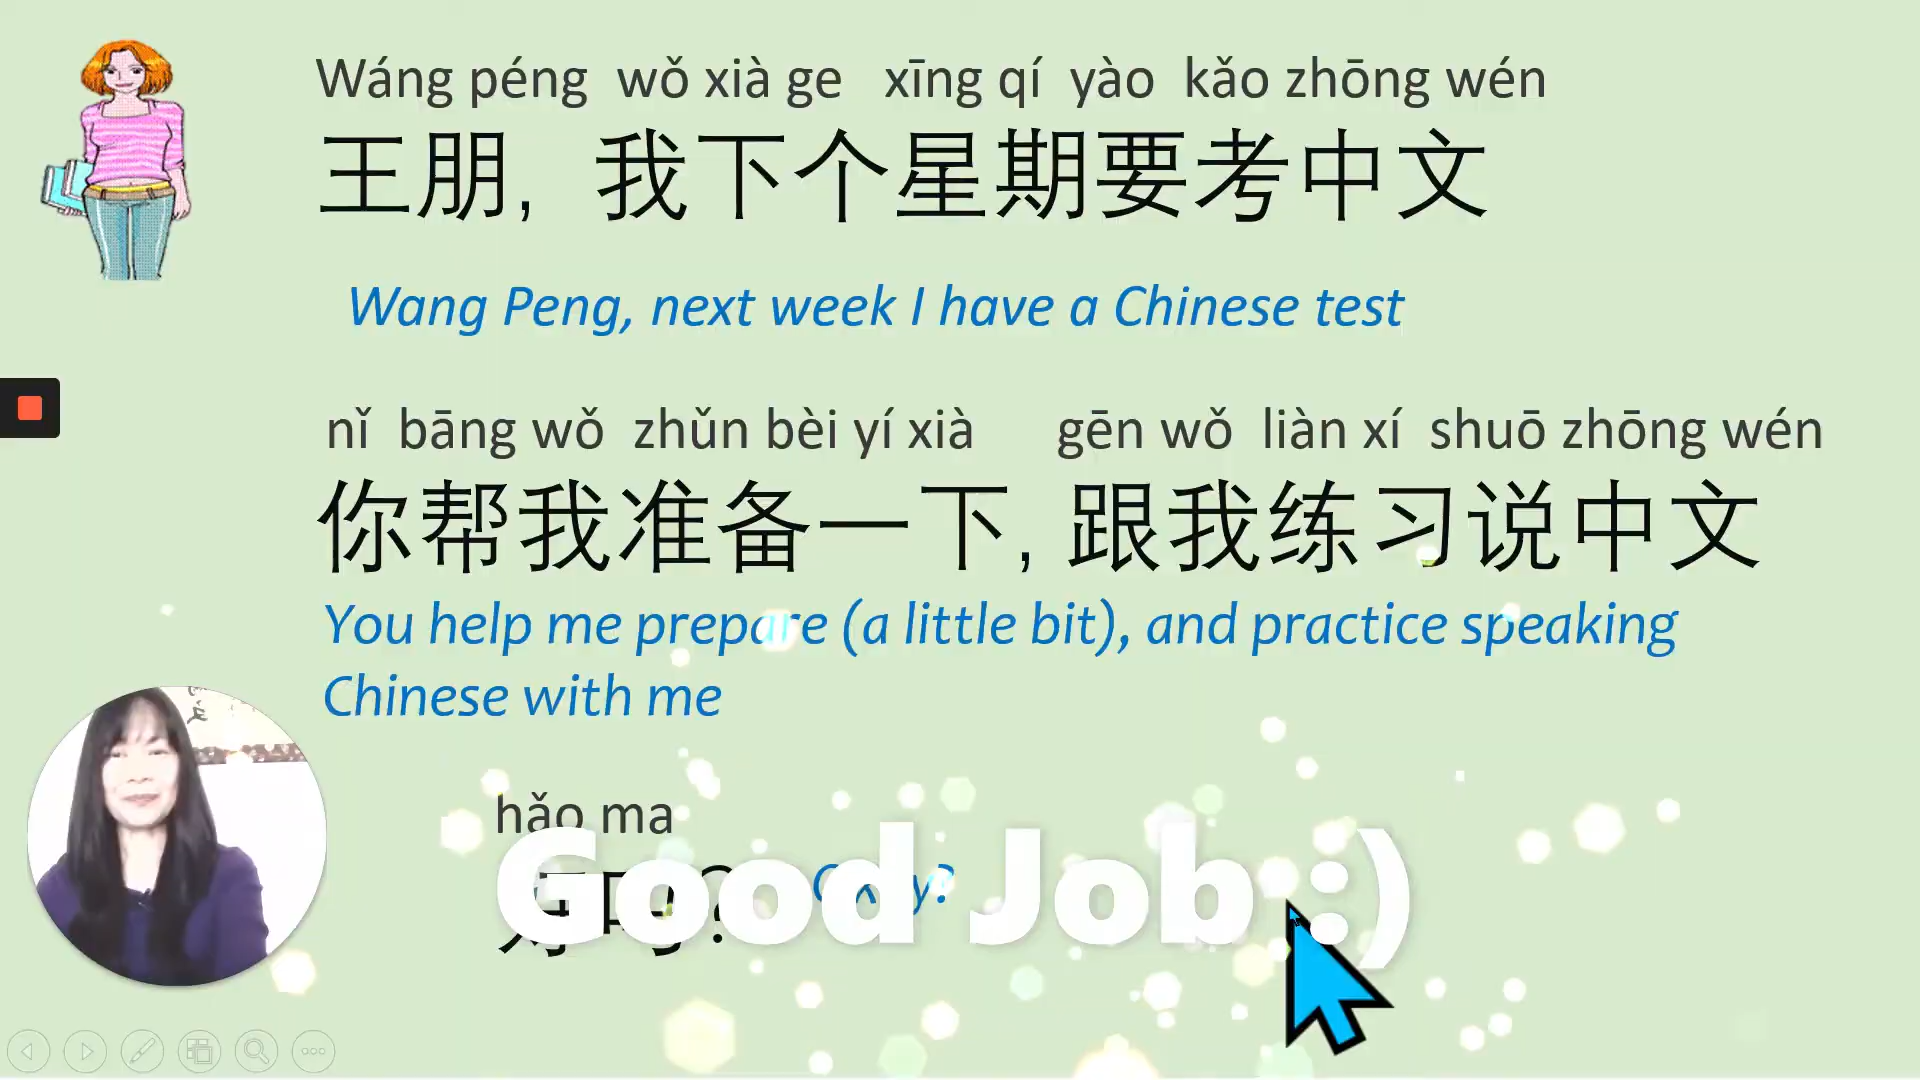 Wáng péng wǒ xià ge xīng qí yào kǎo zhōng wén
王朋, 我下个星期要考中文
Wang Peng, next week I have a Chinese test
nǐ bāng wǒ zhǔn bèi yí xià gēn wǒ liàn xí shuō zhōng wén
你帮我准备一下, 跟我练习说中文
You help me prepare (a little bit), and practice speaking
Chinese with me
hǎo ma
好吗?
Okay?
Good Job :)